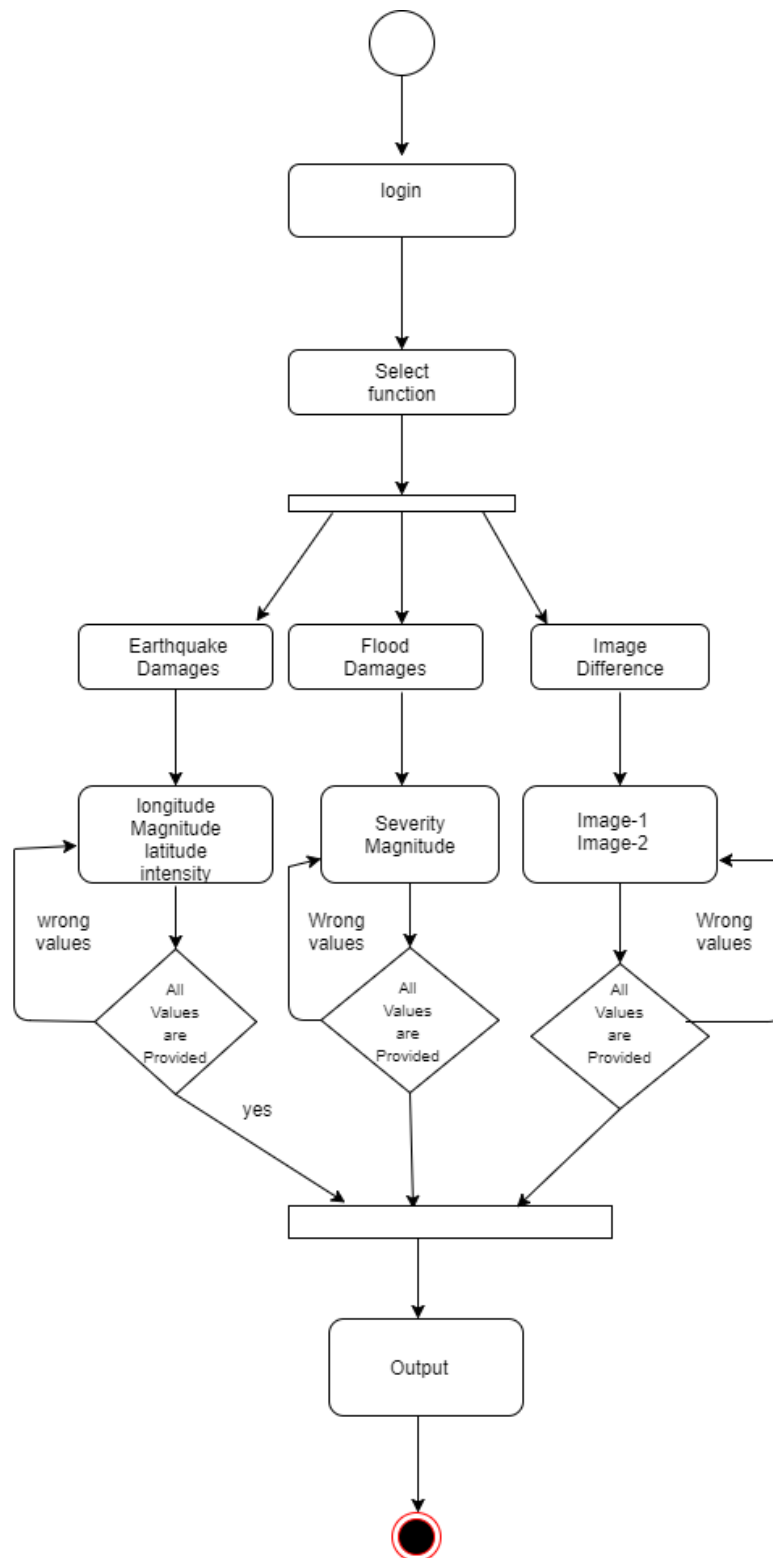 login
Select
function
Earthquake
Damages
Flood
Damages
Image
Difference
longitude
Magnitude
latitude
intensity
Severity
Magnitude
Image-1
Image-2
wrong
values
Wrong
values
Wrong
values
All
Values
are
Provided
All
Values
are
Provided
All
Values
are
Provided
yes
Output